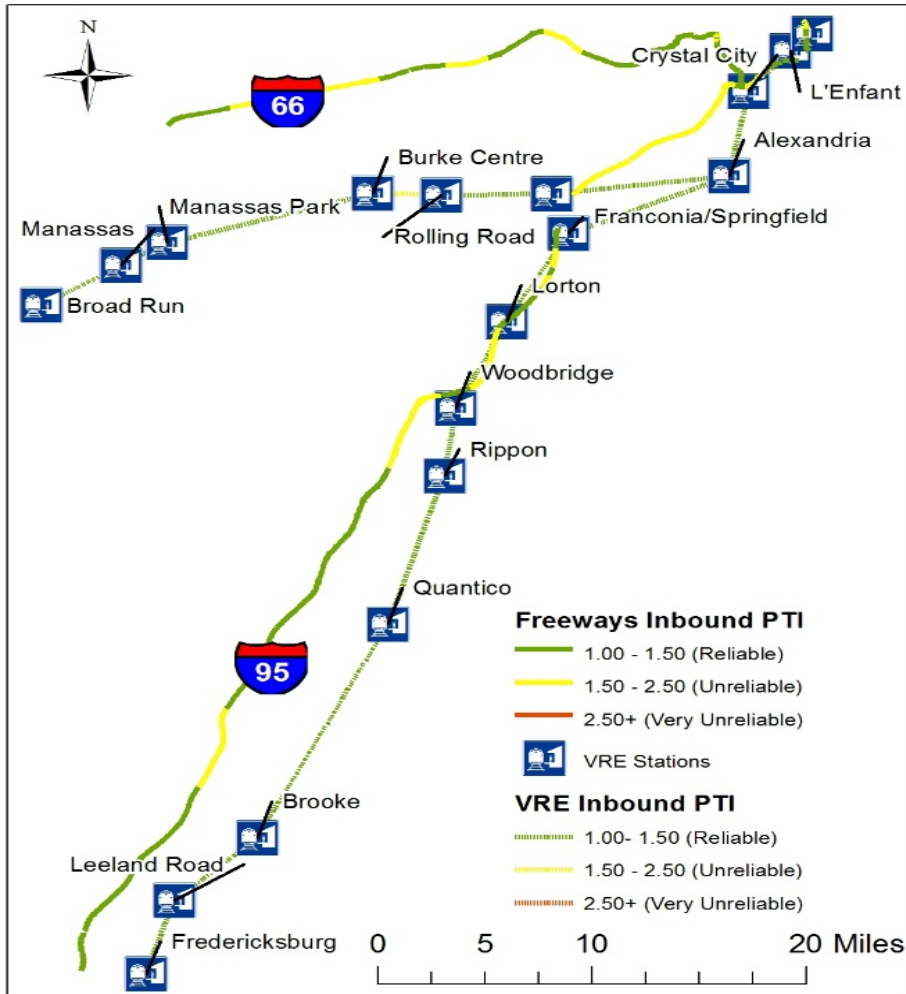 N
66
Crystal City
L'Enfant
Alexandria
Burke Centre
Manassas Park
Manassas
Rolling Road
Franconia/Springfield
Broad Run
Lorton
Woodbridge
Rippon
Quantico
95
Brooke
Leeland Road
Fredericksburg
Freeways Inbound PTI
1.00 - 1.50 (Reliable)
1.50 - 2.50 (Unreliable)
2.50+ (Very Unreliable)
VRE Stations
VRE Inbound PTI
1.00- 1.50 (Reliable)
1.50 - 2.50 (Unreliable)
2.50+ (Very Unreliable)
0 5 10 20 Miles